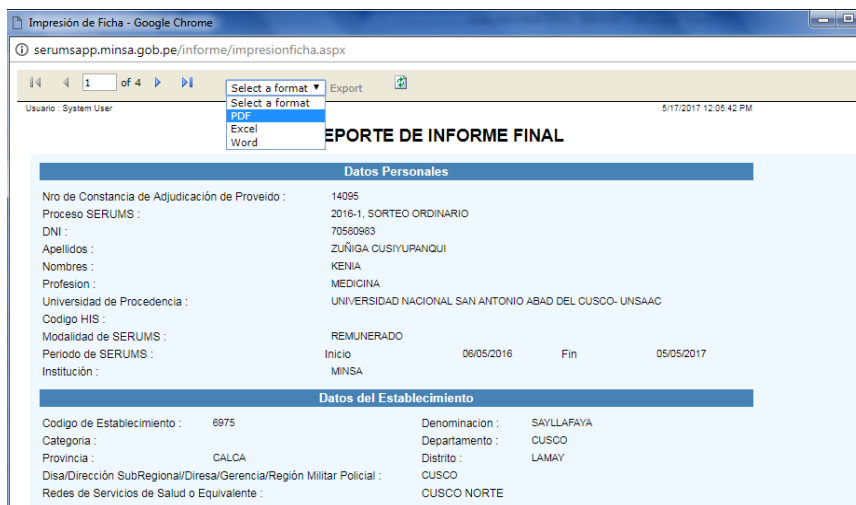 Impresión de Ficha - Google Chrome
serumsapp.minsa.gob.pe/informe/impresionficha.aspx
1 of 4 Select a format Export
Select a format
PDF
Excel
Word
Usuario : System User 5/17/2017 12:05:42 PM
EPORTE DE INFORME FINAL
Datos Personales
Nro de Constancia de Adjudicación de Proveido : 14095
Proceso SERUMS : 2016-1, SORTEO ORDINARIO
DNI : 70580983
Apellidos : ZUÑIGA CUSIYUPANQUI
Nombres : KENIA
Profesion : MEDICINA
Universidad de Procedencia : UNIVERSIDAD NACIONAL SAN ANTONIO ABAD DEL CUSCO- UNSAAC
Codigo HIS :
Modalidad de SERUMS : REMUNERADO
Periodo de SERUMS : Inicio 06/05/2016 Fin 05/05/2017
Institución : MINSA
Datos del Establecimiento
Codigo de Establecimiento : 6975 Denominacion : SAYLLAFAYA
Categoria : Departamento : CUSCO
Provincia : CALCA Distrito : LAMAY
Disa/Dirección SubRegional/Diresa/Gerencia/Región Militar Policial : CUSCO
Redes de Servicios de Salud o Equivalente : CUSCO NORTE